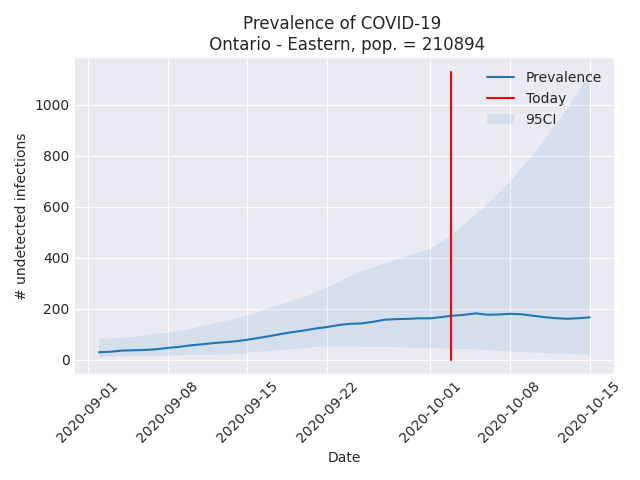 Prevalence of COVID-19
Ontario - Eastern, pop. = 210894
Prevalence
Today
95CI
# undetected infections
1000
800
600
400
200
0
2020-09-01
2020-09-08
2020-09-15
2020-09-22
2020-10-01
2020-10-08
2020-10-15
Date